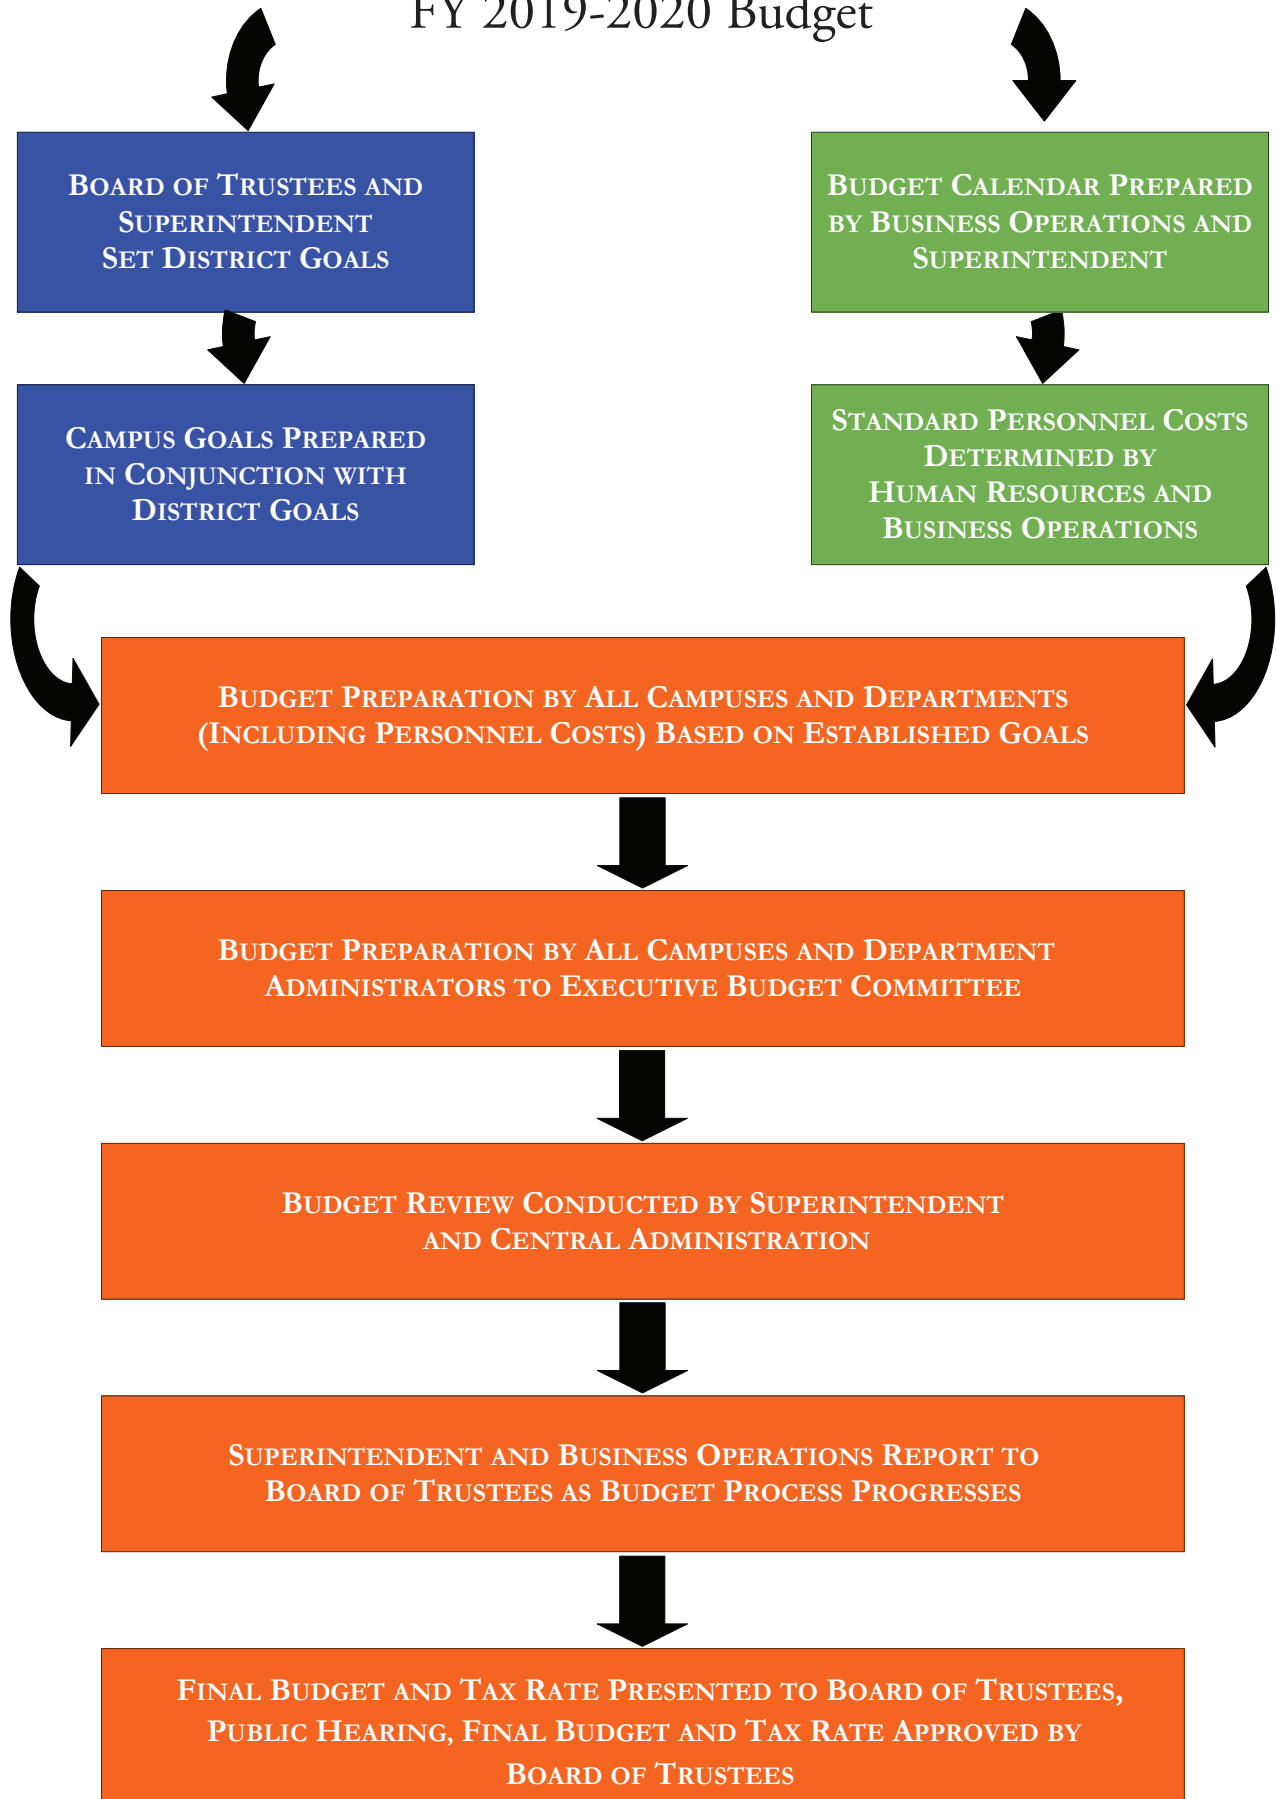 FY 2019-2020 Budget
Board of Trustees and
Superintendent
Set District Goals
Budget Calendar Prepared
by Business Operations and
Superintendent
Campus Goals Prepared
in Conjunction with
District Goals
Standard Personnel Costs
Determined by
Human Resources and
Business Operations
Budget Preparation by All Campuses and Departments
(Including Personnel Costs) Based on Established Goals
Budget Preparation by All Campuses and Department
Administrators to Executive Budget Committee
Budget Review Conducted by Superintendent
and Central Administration
Superintendent and Business Operations Report to
Board of Trustees as Budget Process Progresses
Final Budget and Tax Rate Presented to Board of Trustees,
Public Hearing, Final Budget and Tax Rate Approved by
Board of Trustees